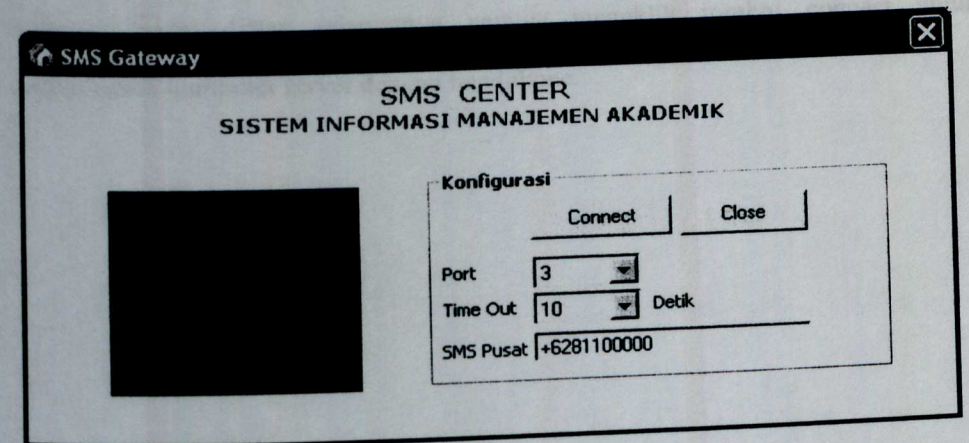 SMS Gateway
SMS CENTER
SISTEM INFORMASI MANAJEMEN AKADEMIK
Konfigurasi
Connect Close
Port 3
Time Out 10 Detik
SMS Pusat +6281100000